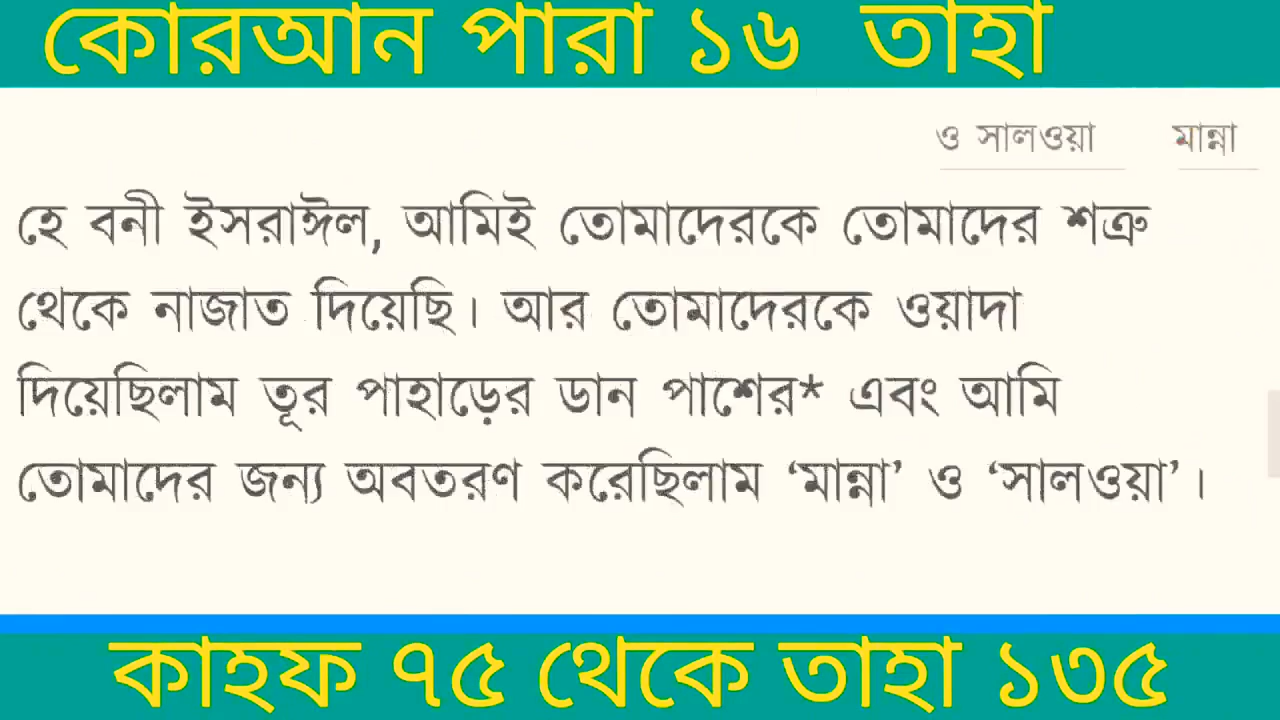 কোরআন পারা ১৬ তাহা
ও সালওয়া মান্না
হে বনী ইসরাঈল, আমিই তোমাদেরকে তোমাদের শত্রু
থেকে নাজাত দিয়েছি। আর তোমাদেরকে ওয়াদা
দিয়েছিলাম তূর পাহাড়ের ডান পাশের* এবং আমি
তোমাদের জন্য অবতরণ করেছিলাম ‘মান্না’ ও ‘সালওয়া’।
কাহফ ৭৫ থেকে তাহা ১৩৫